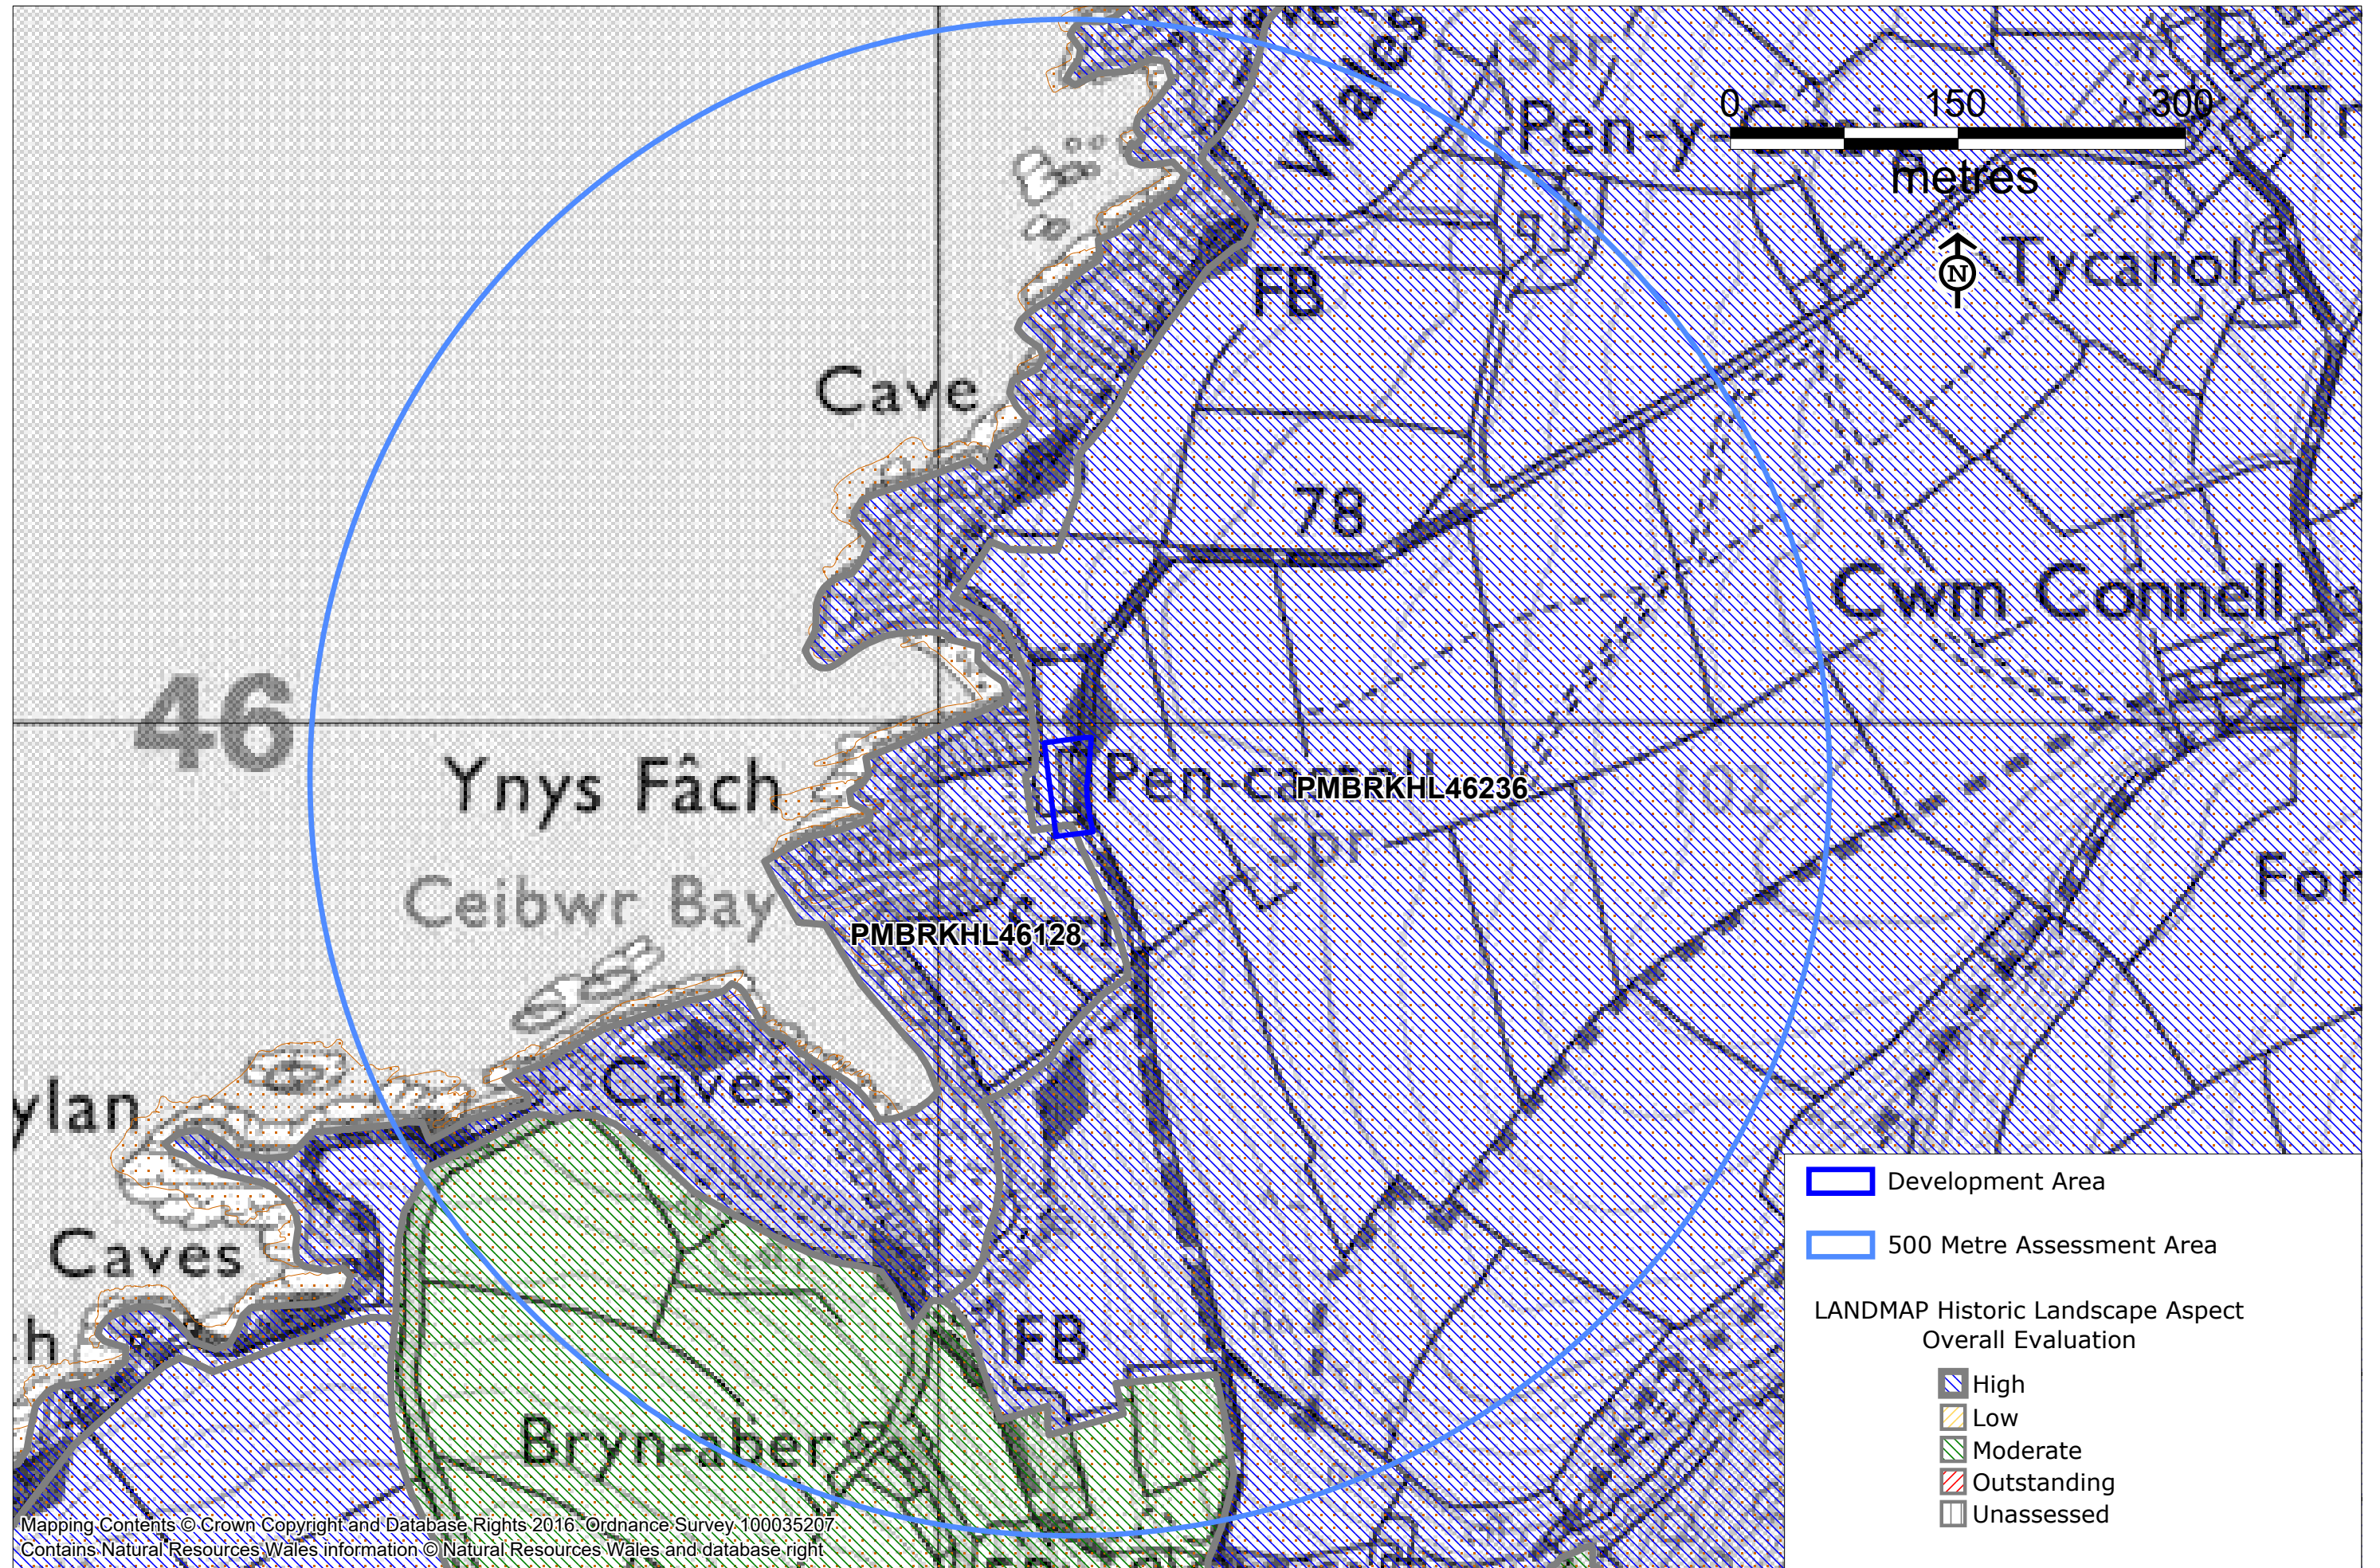 Spr
Wales
0 150 300
metres
Pen-y-
N
Tycanol
FB
Cave
78
Cwm Connell
46
Ynys Fâch
Pen-castell
PMBRKHL46236
102
Spr
Ceibwr Bay
For
PMBRKHL46128
Spr
Caves
ylan
Caves
FB
Bryn-aber
Development Area
500 Metre Assessment Area
LANDMAP Historic Landscape Aspect
Overall Evaluation
High
Low
Moderate
Outstanding
Unassessed
Mapping Contents © Crown Copyright and Database Rights 2016. Ordnance Survey 100035207
Contains Natural Resources Wales information © Natural Resources Wales and database right